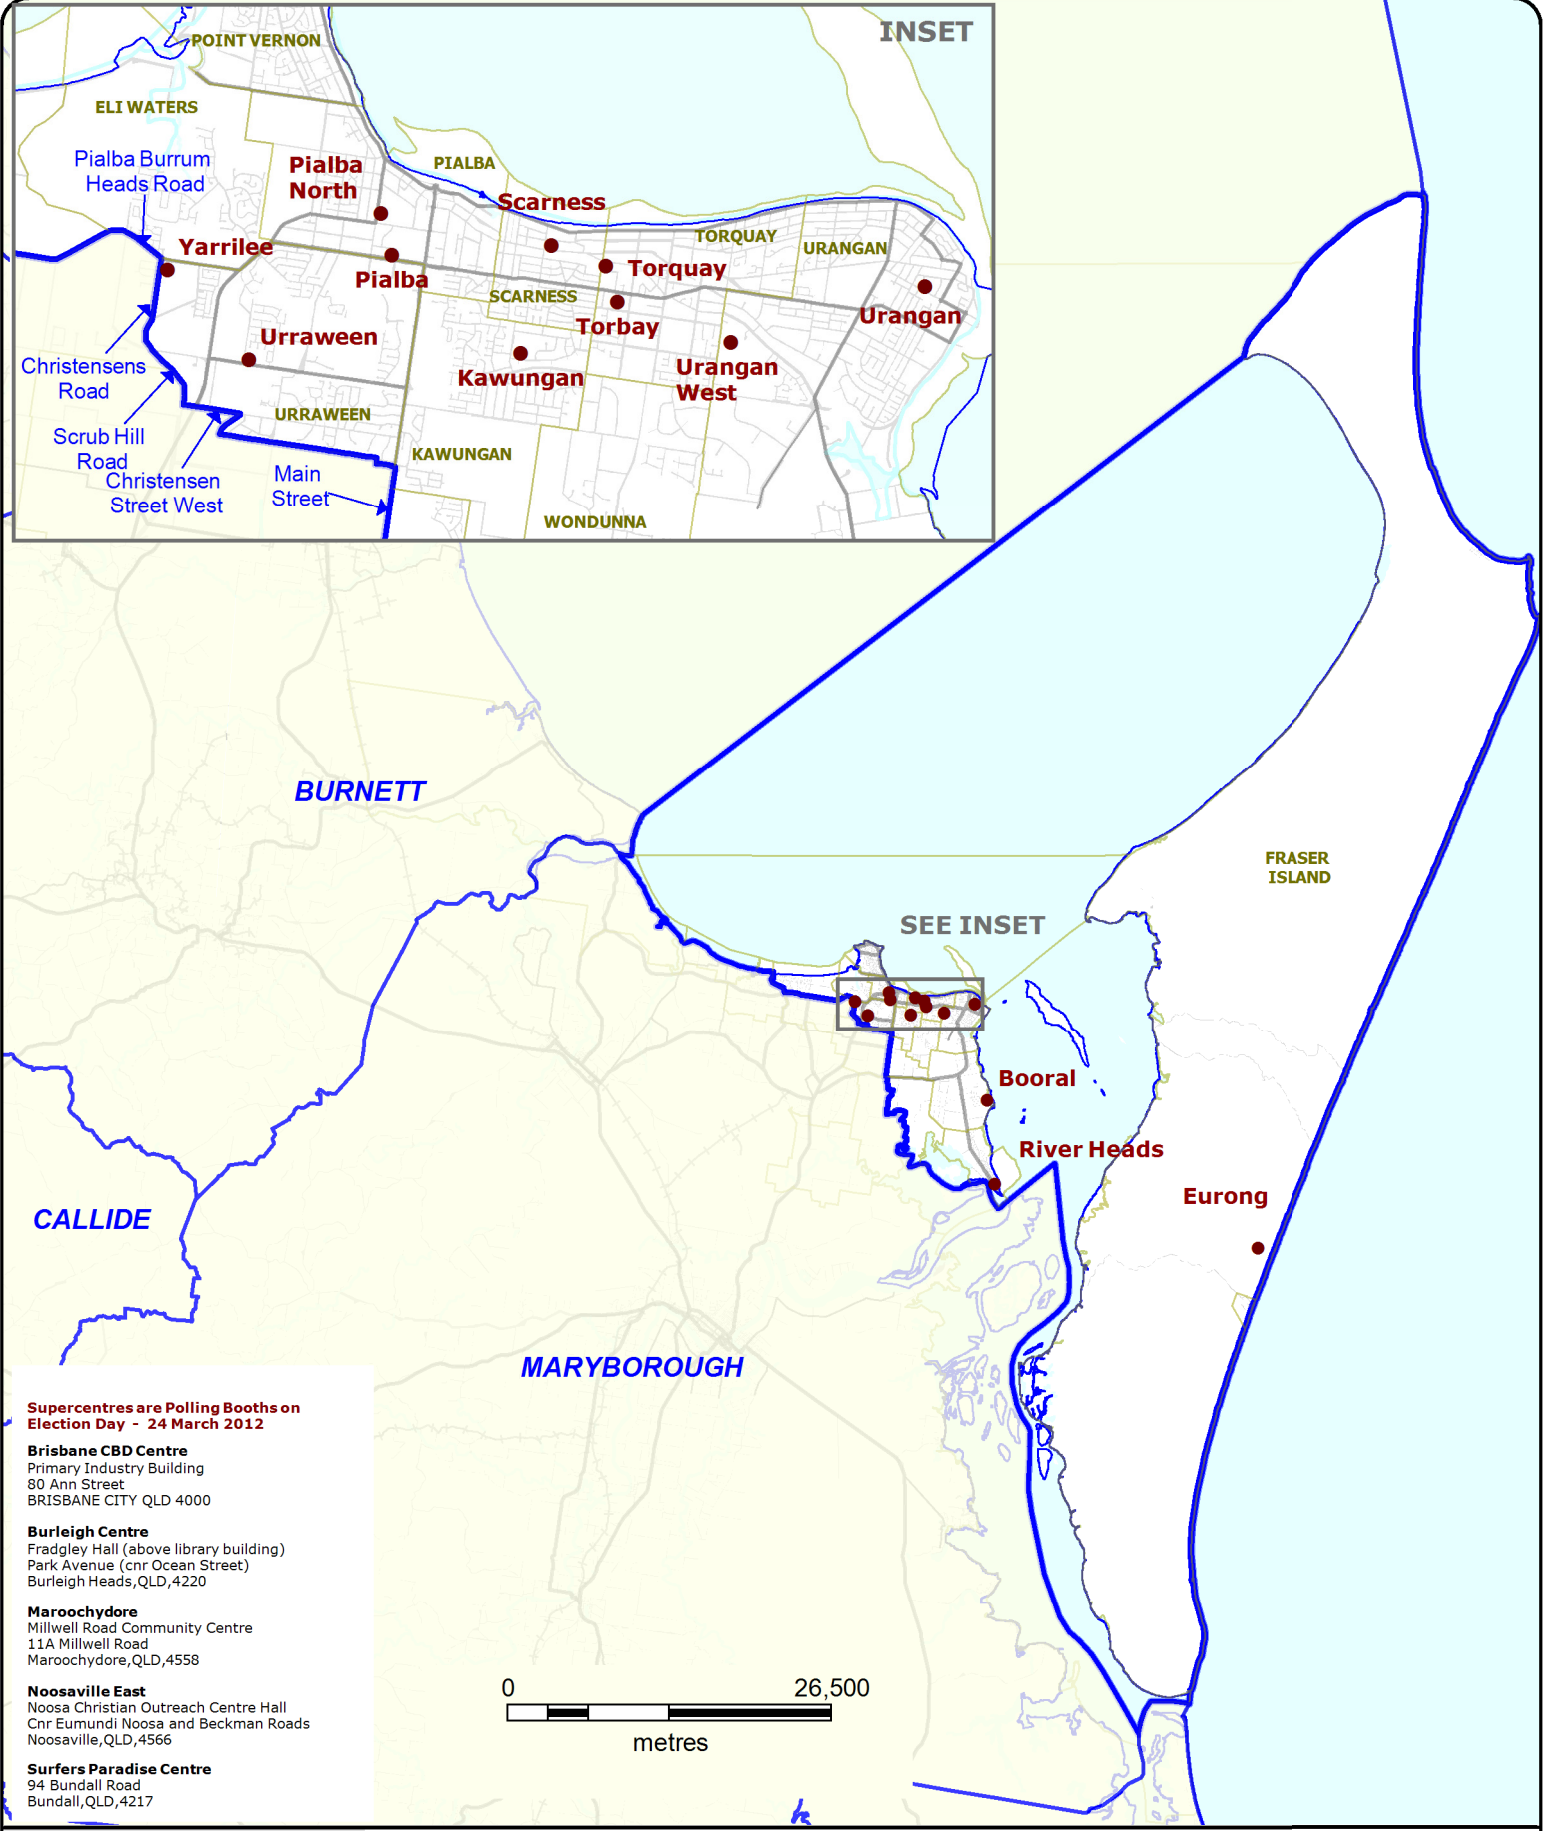 INSET
POINT VERNON
ELI WATERS
Pialba Burrum
Heads Road
Pialba
North
PIALBA
Scarness
Yarrilee
Pialba
TORQUAY
URANGAN
Torquay
SCARNESS
Torbay
Urangan
Urraween
Kawungan
Urangan
West
Christensens
Road
URRAWEEN
Scrub Hill
Road
KAWUNGAN
Christensen
Street West
Main
Street
WONDUNNA
BURNETT
FRASER
ISLAND
SEE INSET
Booral
River Heads
Eurong
CALLIDE
MARYBOROUGH
Supercentres are Polling Booths on
Election Day - 24 March 2012
Brisbane CBD Centre
Primary Industry Building
80 Ann Street
BRISBANE CITY QLD 4000
Burleigh Centre
Fradgley Hall (above library building)
Park Avenue (cnr Ocean Street)
Burleigh Heads,QLD,4220
Maroochydore
Millwell Road Community Centre
11A Millwell Road
Maroochydore,QLD,4558
Noosaville East
Noosa Christian Outreach Centre Hall
Cnr Eumundi Noosa and Beckman Roads
Noosaville,QLD,4566
Surfers Paradise Centre
94 Bundall Road
Bundall,QLD,4217
0 26,500
metres